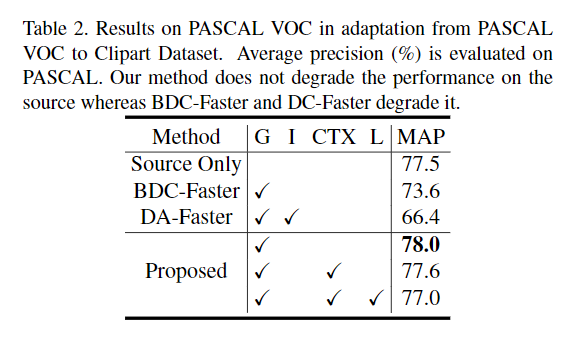 Table 2. Results on PASCAL VOC in adaptation from PASCAL
VOC to Clipart Dataset. Average precision (%) is evaluated on
PASCAL. Our method does not degrade the performance on the
source whereas BDC-Faster and DC-Faster degrade it.
Method G I CTX L MAP
Source Only 77.5
BDC-Faster ✓ 73.6
DA-Faster ✓ ✓ 66.4
✓ 78.0
Proposed ✓ ✓ 77.6
✓ ✓ ✓ 77.0